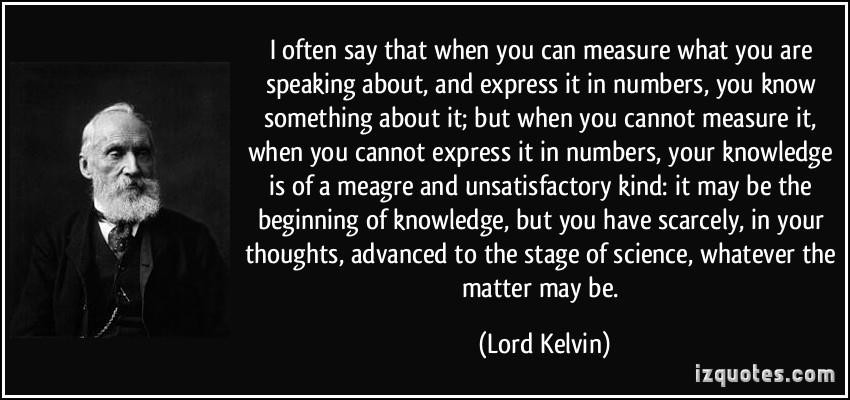 I often say that when you can measure what you are
speaking about, and express it in numbers, you know
something about it; but when you cannot measure it,
when you cannot express it in numbers, your knowledge
is of a meagre and unsatisfactory kind: it may be the
beginning of knowledge, but you have scarcely, in your
thoughts, advanced to the stage of science, whatever the
matter may be.
(Lord Kelvin)
izquotes.com